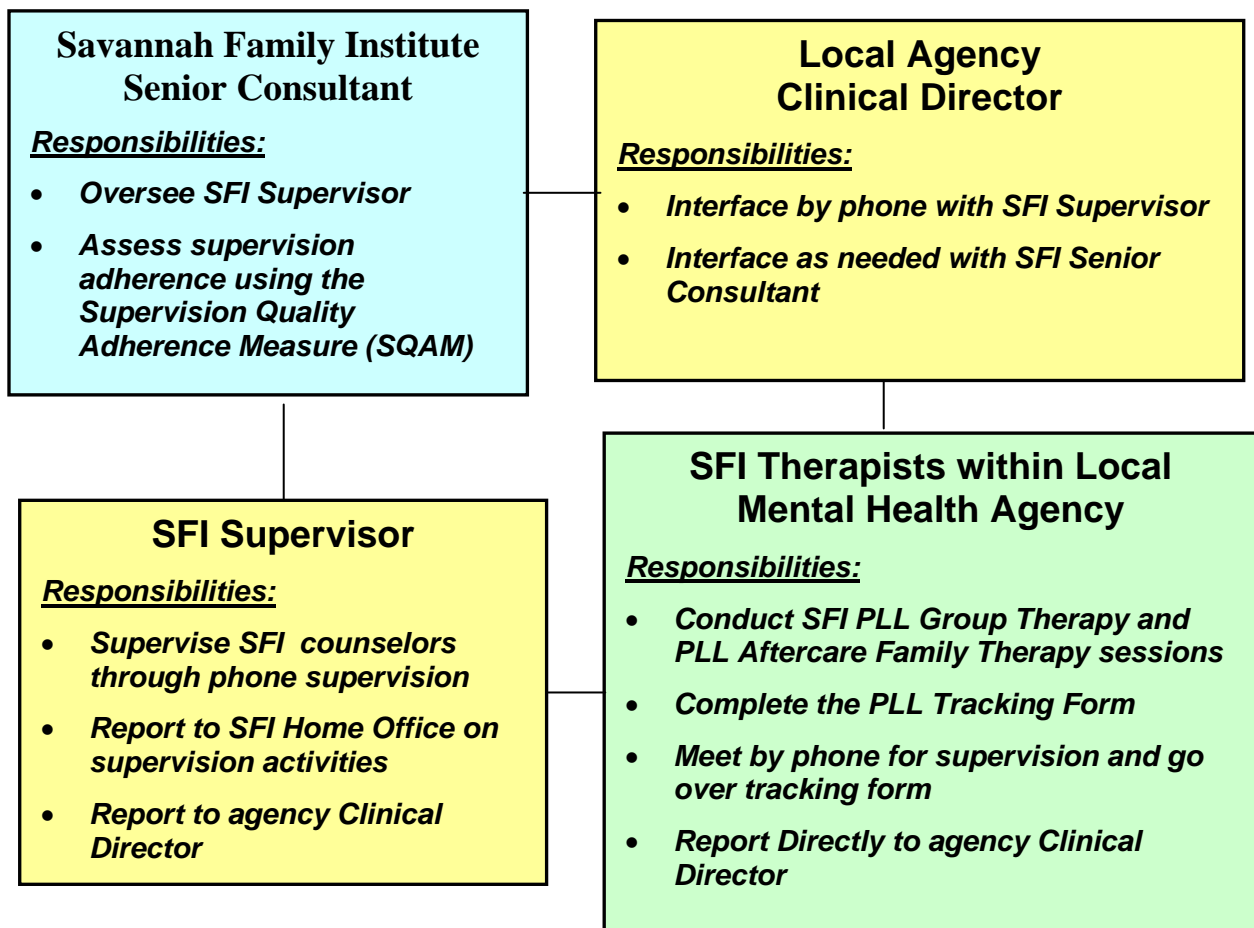 Savannah Family Institute
Senior Consultant
Responsibilities:
• Oversee SFI Supervisor
• Assess supervision
adherence using the
Supervision Quality
Adherence Measure (SQAM)
Local Agency
Clinical Director
Responsibilities:
• Interface by phone with SFI Supervisor
• Interface as needed with SFI Senior
Consultant
SFI Supervisor
Responsibilities:
• Supervise SFI counselors
through phone supervision
• Report to SFI Home Office on
supervision activities
• Report to agency Clinical
Director
SFI Therapists within Local
Mental Health Agency
Responsibilities:
• Conduct SFI PLL Group Therapy and
PLL Aftercare Family Therapy sessions
• Complete the PLL Tracking Form
• Meet by phone for supervision and go
over tracking form
• Report Directly to agency Clinical
Director